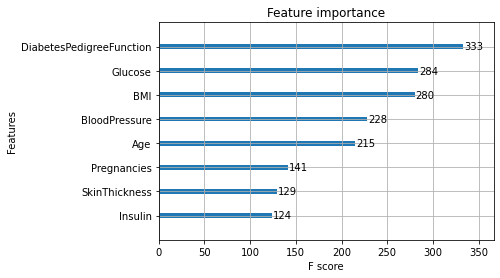 Feature importance
DiabetesPedigreeFunction 333
Glucose 284
BMI 280
BloodPressure 228
Age 215
Pregnancies 141
SkinThickness 129
Insulin 124
Features
0 50 100 150 200 250 300 350
F score